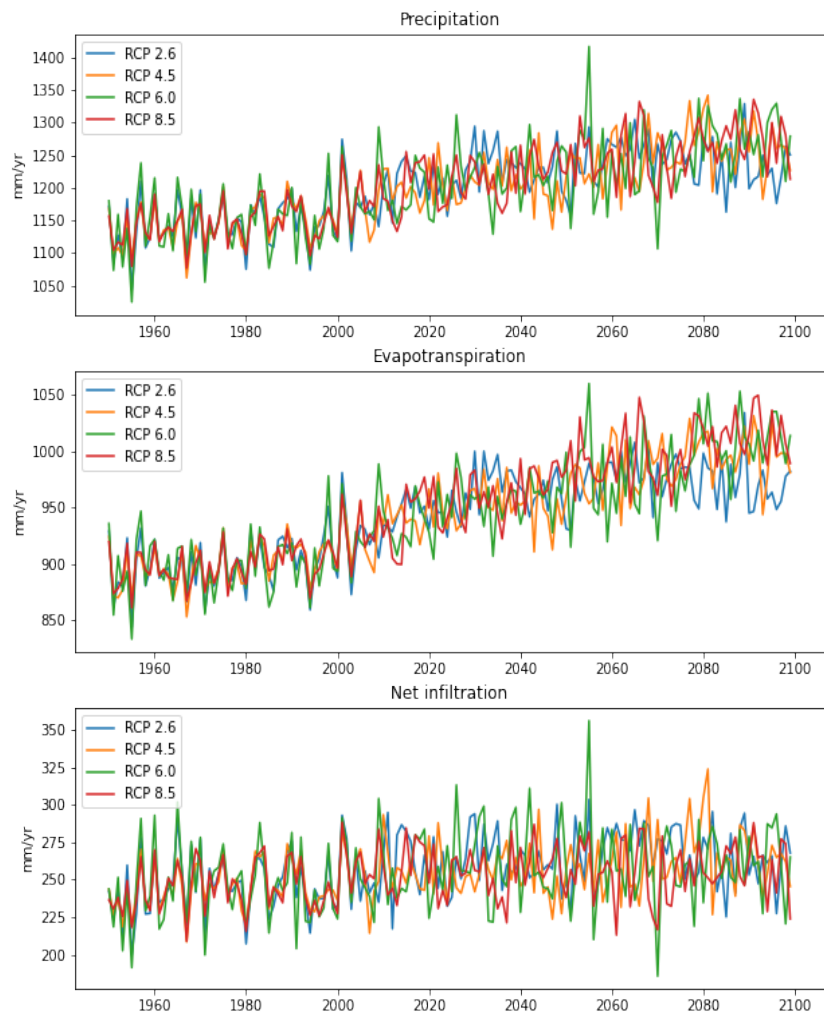 Precipitation
mm/yr
1400
1350
1300
1250
1200
1150
1100
1050
RCP 2.6
RCP 4.5
RCP 6.0
RCP 8.5
1960 1980 2000 2020 2040 2060 2080 2100
Evapotranspiration
mm/yr
1050
1000
950
900
850
RCP 2.6
RCP 4.5
RCP 6.0
RCP 8.5
1960 1980 2000 2020 2040 2060 2080 2100
Net infiltration
mm/yr
350
325
300
275
250
225
200
RCP 2.6
RCP 4.5
RCP 6.0
RCP 8.5
1960 1980 2000 2020 2040 2060 2080 2100